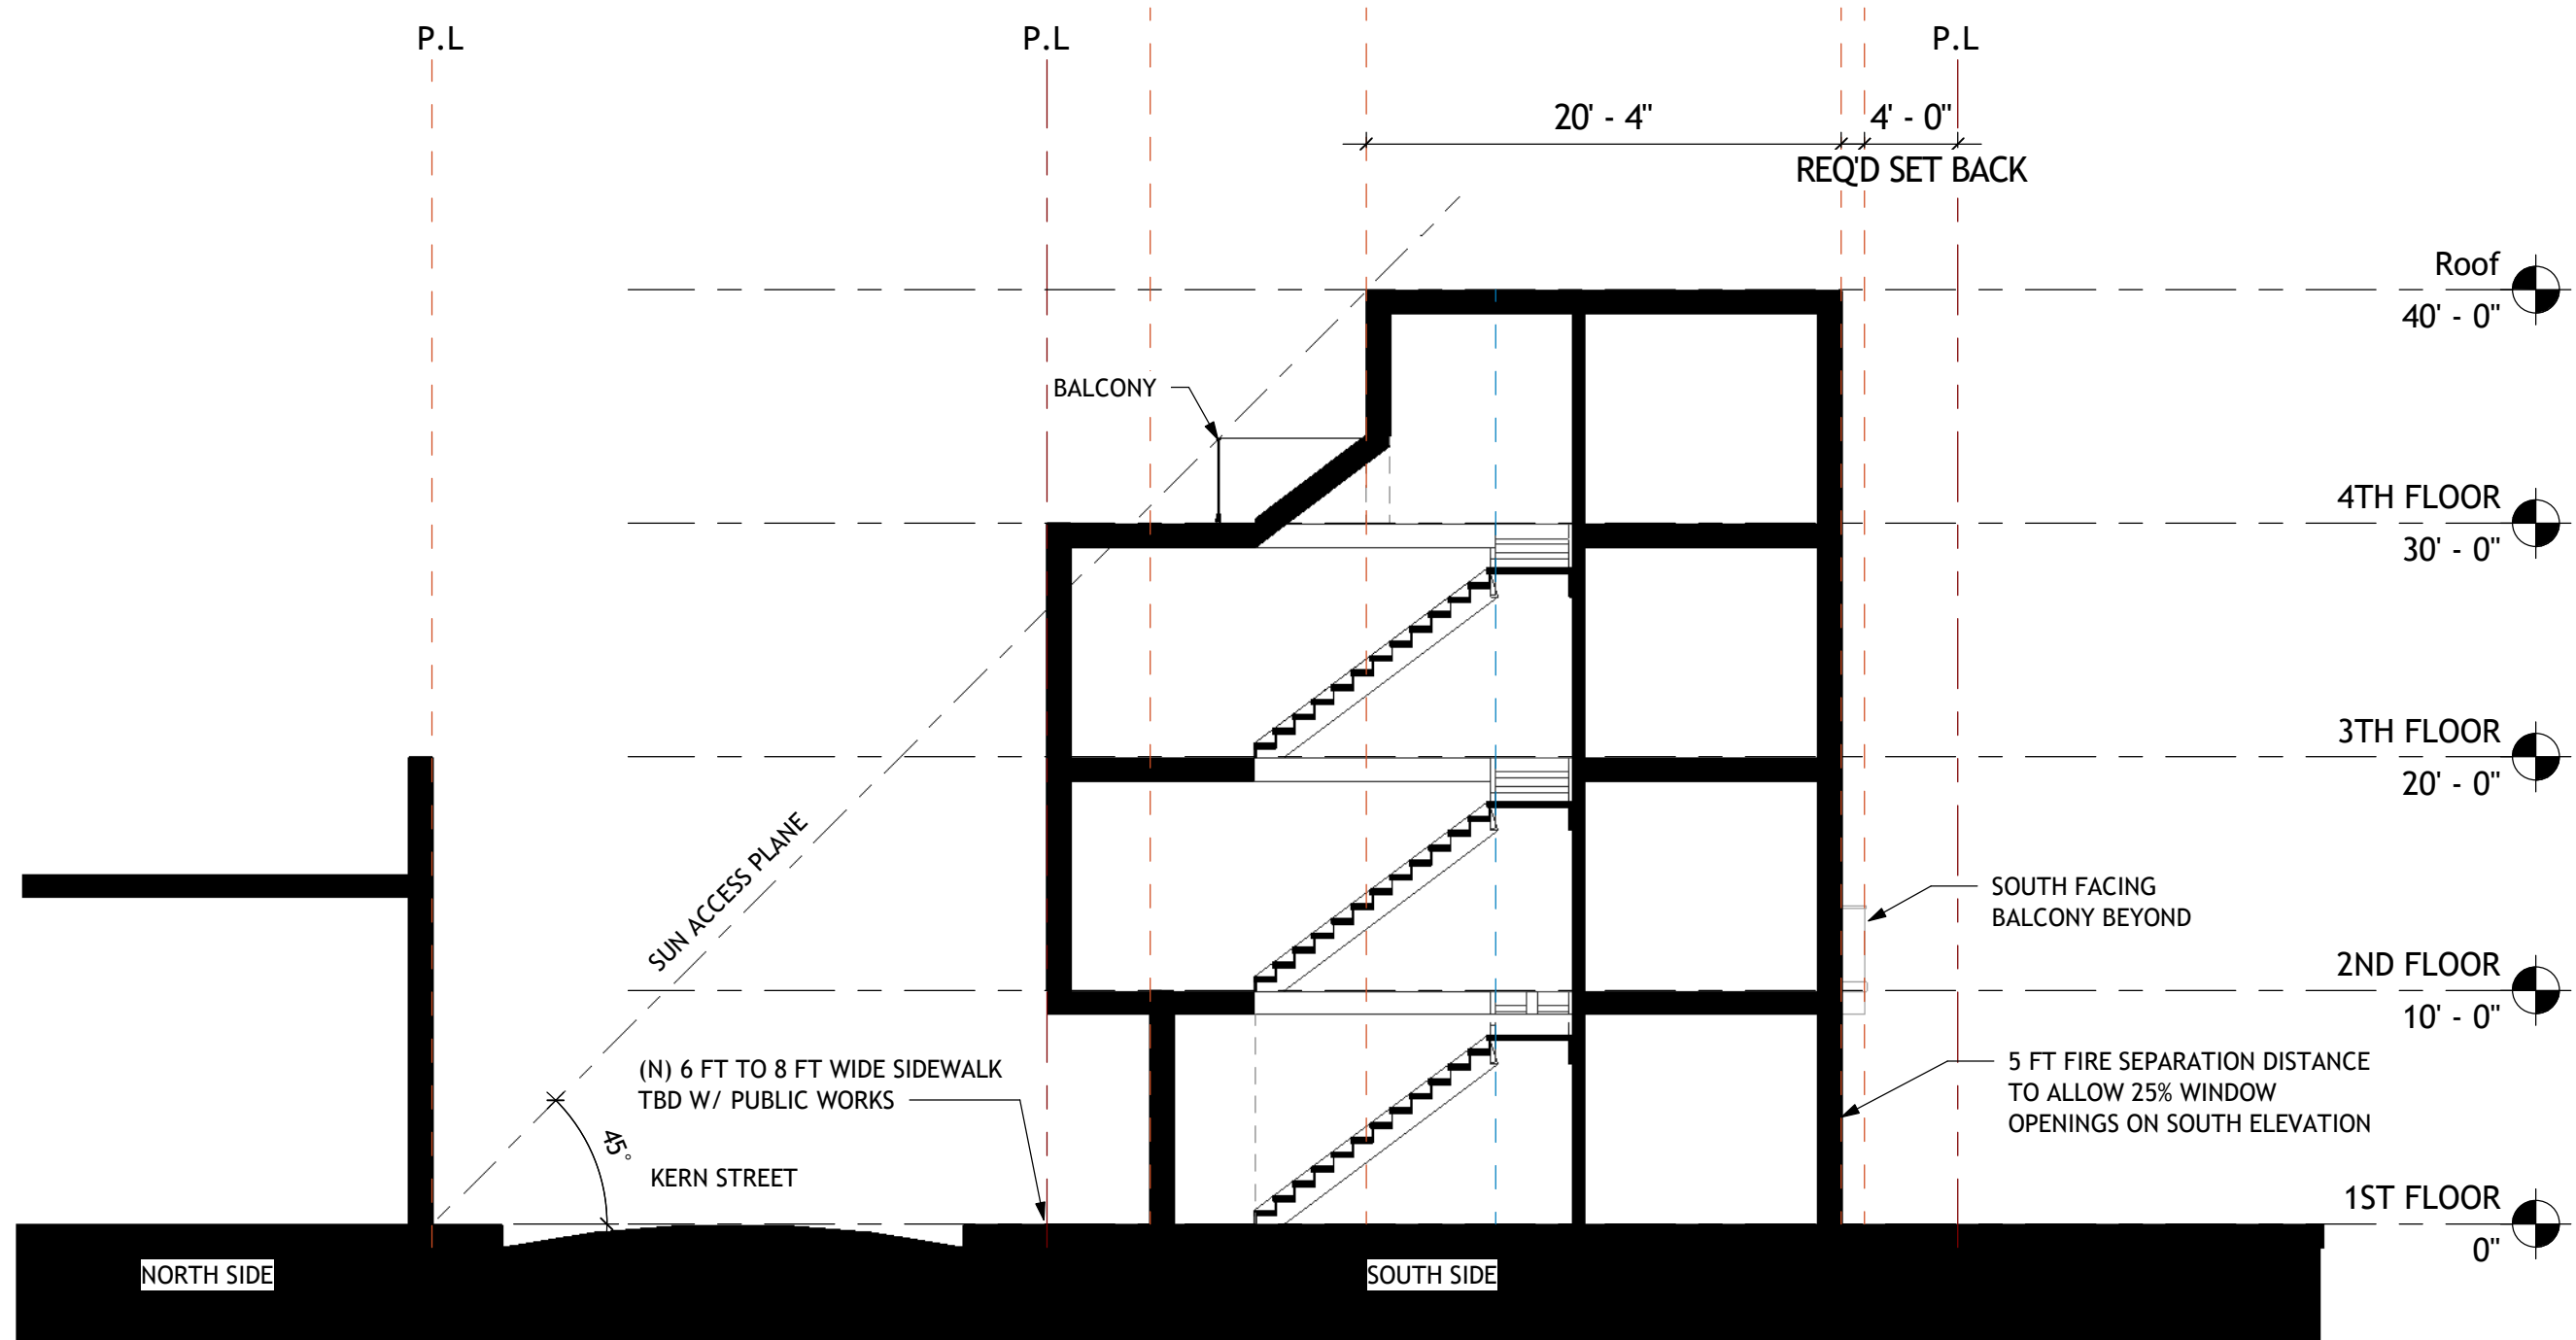 P.L
P.L
P.L
20' - 4"
4' - 0"
REQ'D SET BACK
Roof
40' - 0"
BALCONY
4TH FLOOR
30' - 0"
3TH FLOOR
20' - 0"
SUN ACCESS PLANE
SOUTH FACING
BALCONY BEYOND
2ND FLOOR
10' - 0"
(N) 6 FT TO 8 FT WIDE SIDEWALK
TBD W/ PUBLIC WORKS
5 FT FIRE SEPARATION DISTANCE
TO ALLOW 25% WINDOW
OPENINGS ON SOUTH ELEVATION
45°
KERN STREET
1ST FLOOR
0"
NORTH SIDE
SOUTH SIDE